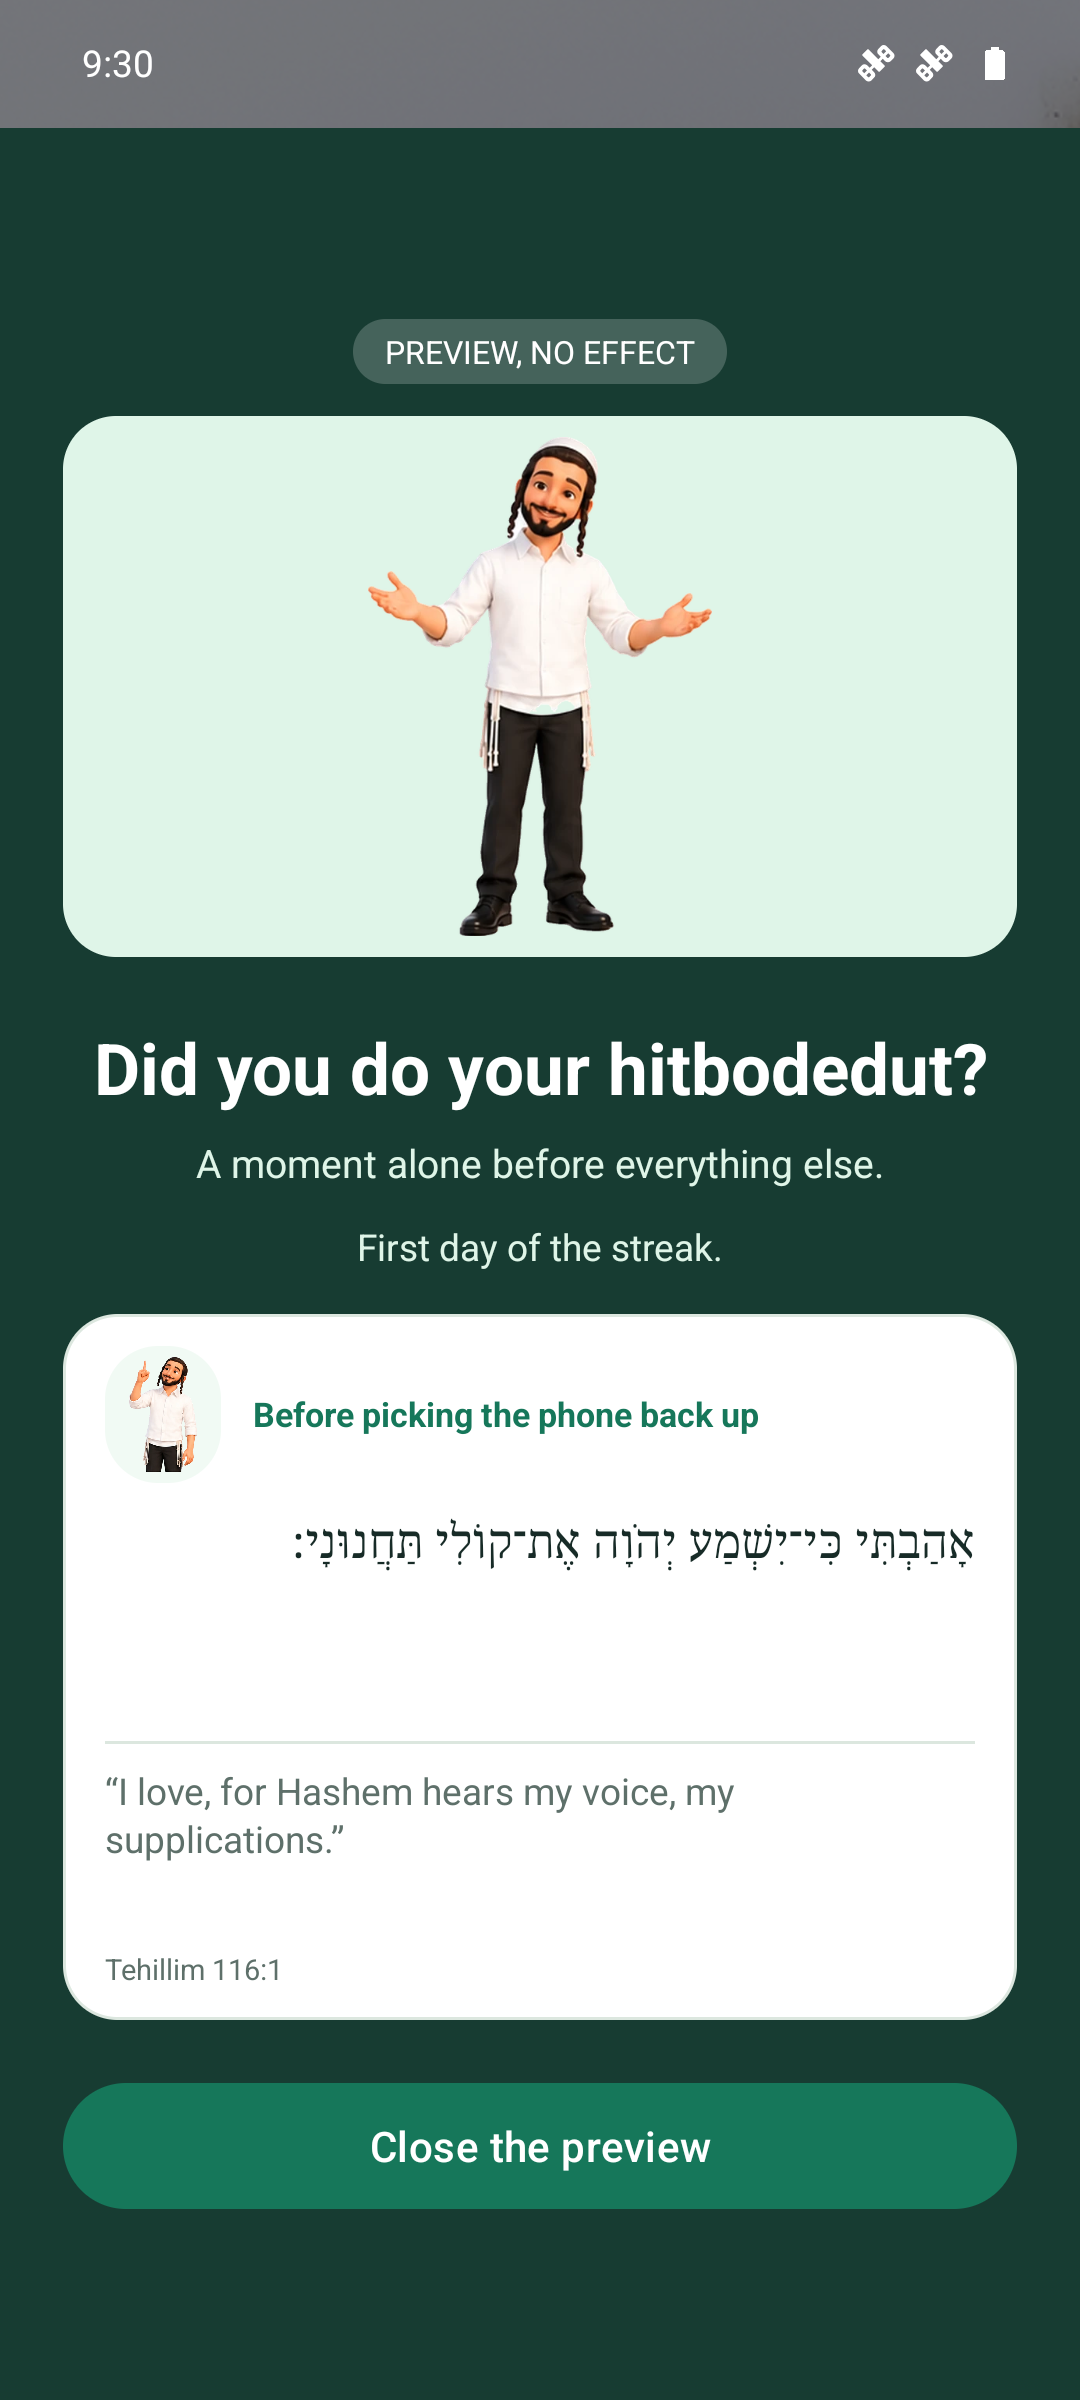 9:30
PREVIEW, NO EFFECT
Did you do your hitbodedut?
A moment alone before everything else.
First day of the streak.
Before picking the phone back up
אָהַבְתִּי כִּי־יִשְׁמַע יְהֹוָה אֶת־קוֹלִי תַּחֲנוּנָי׃
“I love, for Hashem hears my voice, my
supplications.”
Tehillim 116:1
Close the preview